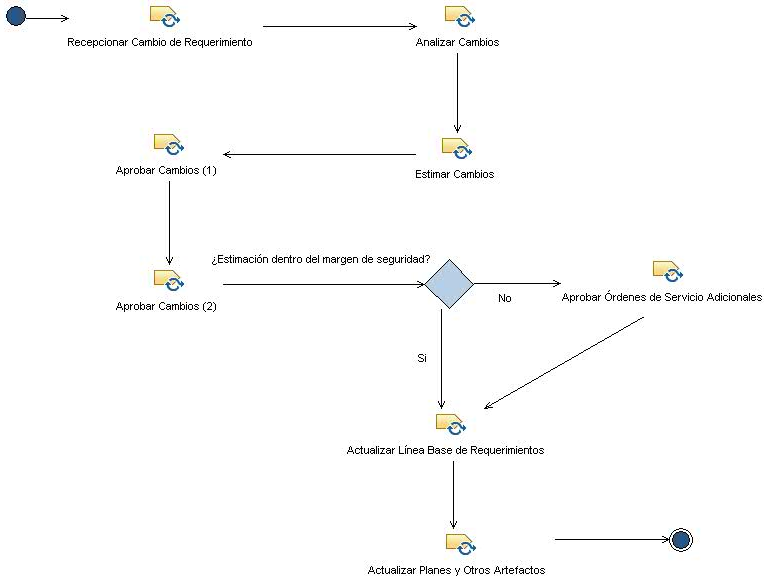 Recepcionar Cambio de Requerimiento
Analizar Cambios
Aprobar Cambios (1)
Estimar Cambios
¿Estimación dentro del margen de seguridad?
Aprobar Cambios (2)
No
Aprobar Órdenes de Servicio Adicionales
Si
Actualizar Línea Base de Requerimientos
Actualizar Planes y Otros Artefactos